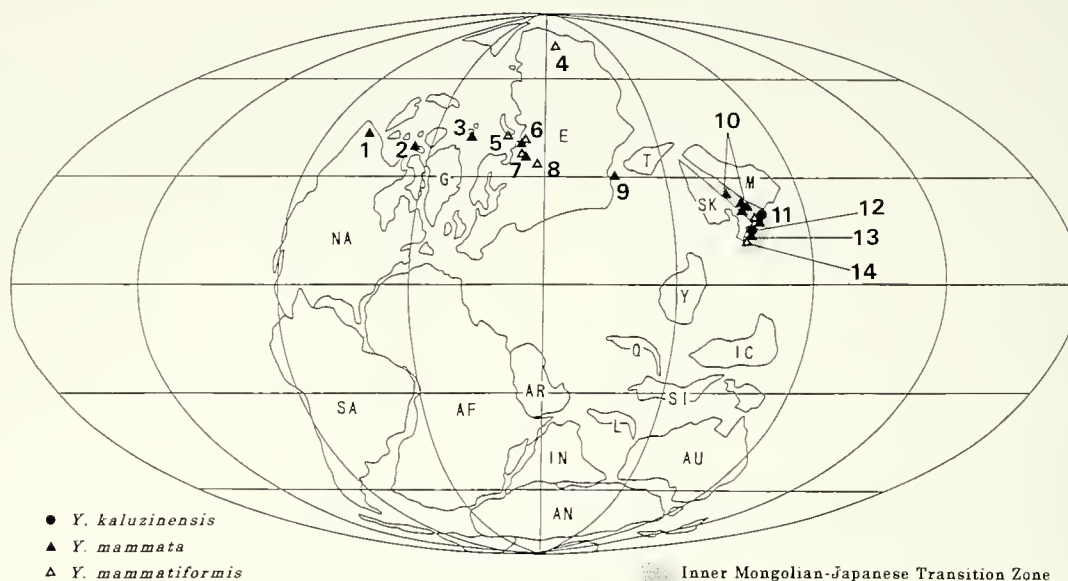 4
10
3
6
1
2
5
E
T
7
8
M
G
9
SK
11
12
NA
13
14
Y
Q
IC
AR
SI
SA
AF
L
IN
AU
AN
● Y. kaluzinensis
▲ Y. mammata
△ Y. mammatiformis
Inner Mongolian-Japanese Transition Zone